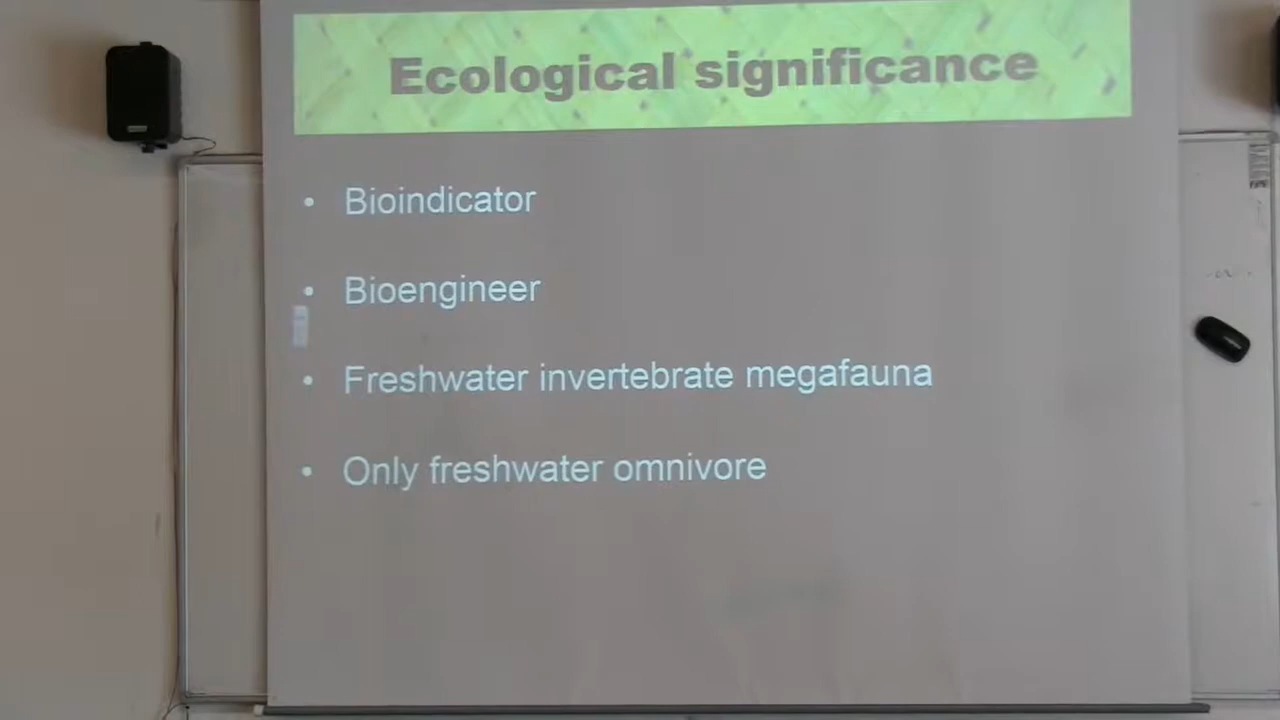 Ecological significance
• Bioindicator
• Bioengineer
• Freshwater invertebrate megafauna
• Only freshwater omnivore